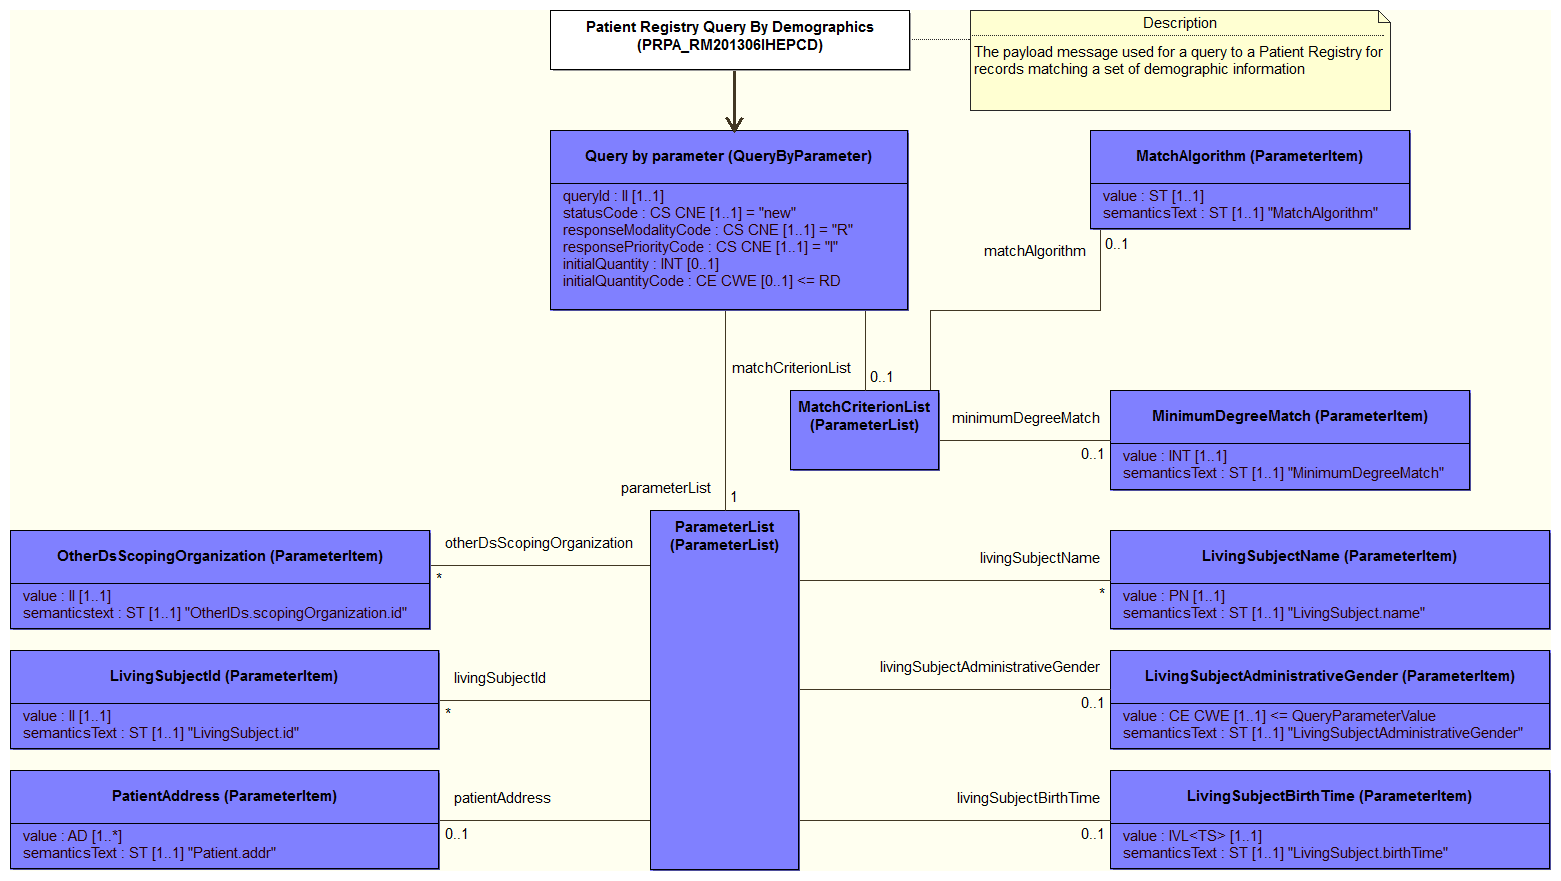 Patient Registry Query By Demographics
(PRPA_RM201306IHEPCD)
Description
The payload message used for a query to a Patient Registry for
records matching a set of demographic information
Query by parameter (QueryByParameter)
queryId : II [1..1]
statusCode : CS CNE [1..1] = "new"
responseModalityCode : CS CNE [1..1] = "R"
responsePriorityCode : CS CNE [1..1] = "I"
initialQuantity : INT [0..1]
initialQuantityCode : CE CWE [0..1] <= RD
MatchAlgorithm (ParameterItem)
value : ST [1..1]
semanticsText : ST [1..1] "MatchAlgorithm"
matchAlgorithm
0..1
matchCriterionList
0..1
MatchCriterionList
(ParameterList)
minimumDegreeMatch
0..1
MinimumDegreeMatch (ParameterItem)
value : INT [1..1]
semanticsText : ST [1..1] "MinimumDegreeMatch"
parameterList
1
ParameterList
(ParameterList)
OtherDsScopingOrganization (ParameterItem)
value : II [1..1]
semanticstext : ST [1..1] "OtherIDs.scopingOrganization.id"
otherDsScopingOrganization
*
livingSubjectName
*
LivingSubjectName (ParameterItem)
value : PN [1..1]
semanticsText : ST [1..1] "LivingSubject.name"
LivingSubjectId (ParameterItem)
value : II [1..1]
semanticsText : ST [1..1] "LivingSubject.id"
livingSubjectId
*
livingSubjectAdministrativeGender
0..1
LivingSubjectAdministrativeGender (ParameterItem)
value : CE CWE [1..1] <= QueryParameterValue
semanticsText : ST [1..1] "LivingSubjectAdministrativeGender"
PatientAddress (ParameterItem)
value : AD [1..*]
semanticsText : ST [1..1] "Patient.addr"
patientAddress
0..1
livingSubjectBirthTime
0..1
LivingSubjectBirthTime (ParameterItem)
value : IVL<TS> [1..1]
semanticsText : ST [1..1] "LivingSubject.birthTime"